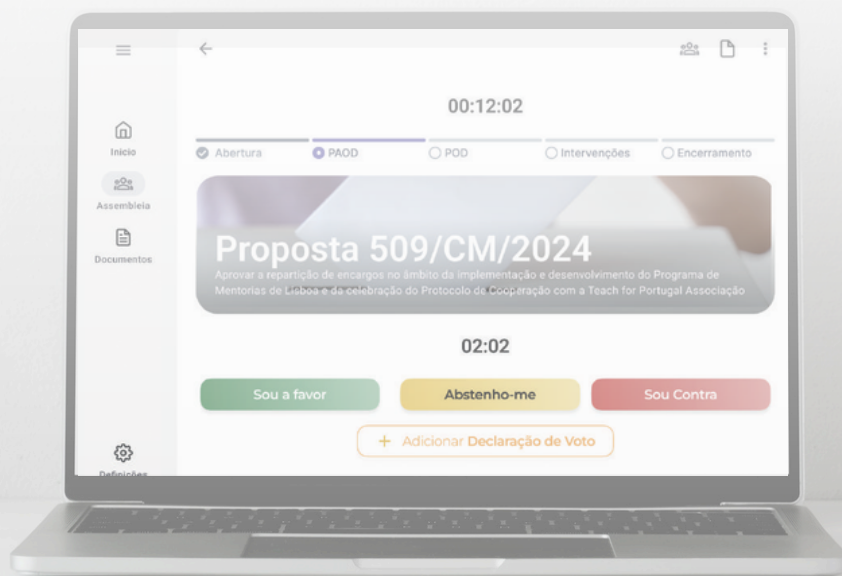 00:12:02
Inicio
Abertura
PAOD
POD
Intervenções
Encerramento
Assembleia
Documentos
Proposta 509/CM/2024
Aprovar a repartição de encargos no âmbito da implementação e desenvolvimento do Programa de
Mentorias de Lisboa e da celebração do Protocolo de Cooperação com a Teach for Portugal Associação
02:02
Sou a favor
Abstenho-me
Sou Contra
+ Adicionar Declaração de Voto
Definições